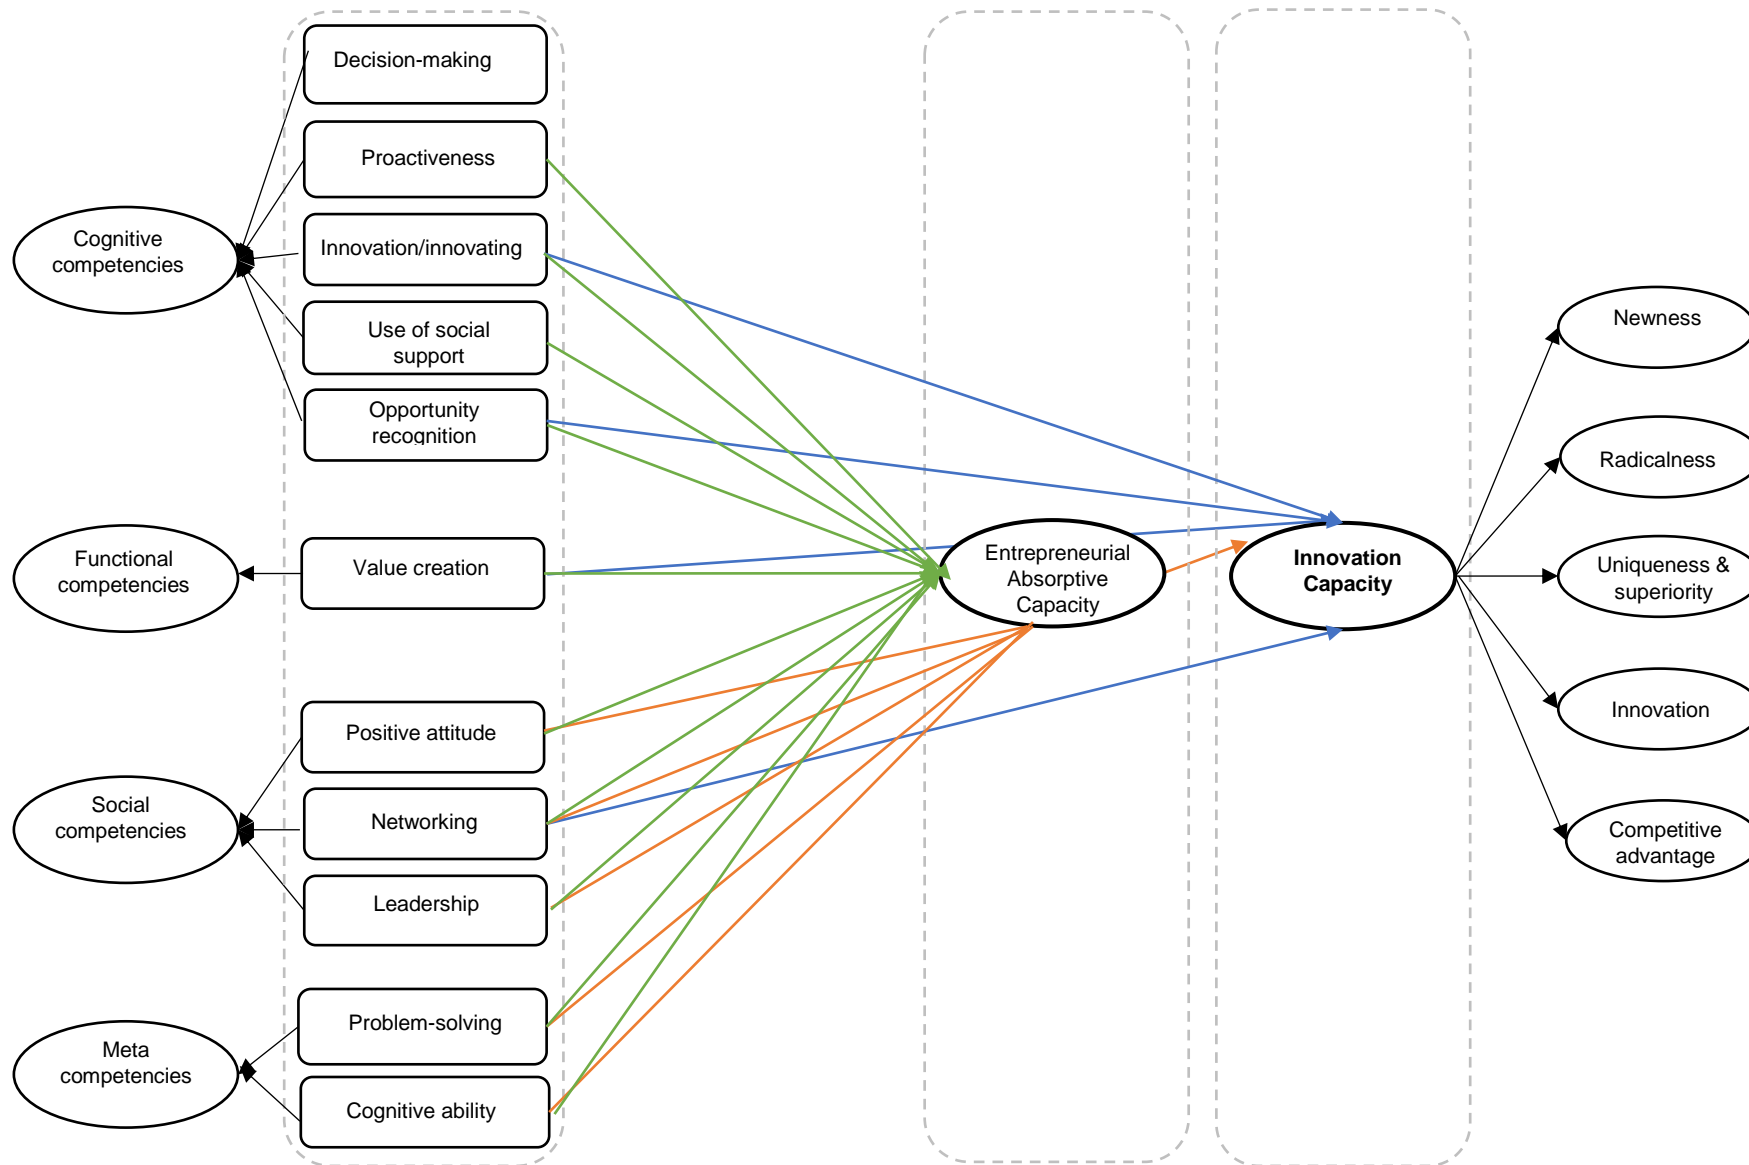 Decision-making
Proactiveness
Innovation/innovating
Use of social
support
Opportunity
recognition
Value creation
Positive attitude
Networking
Leadership
Problem-solving
Cognitive ability
Cognitive
competencies
Functional
competencies
Social
competencies
Meta
competencies
Entrepreneurial
Absorptive
Capacity
Innovation
Capacity
Newness
Radicalness
Uniqueness &
superiority
Innovation
Competitive
advantage